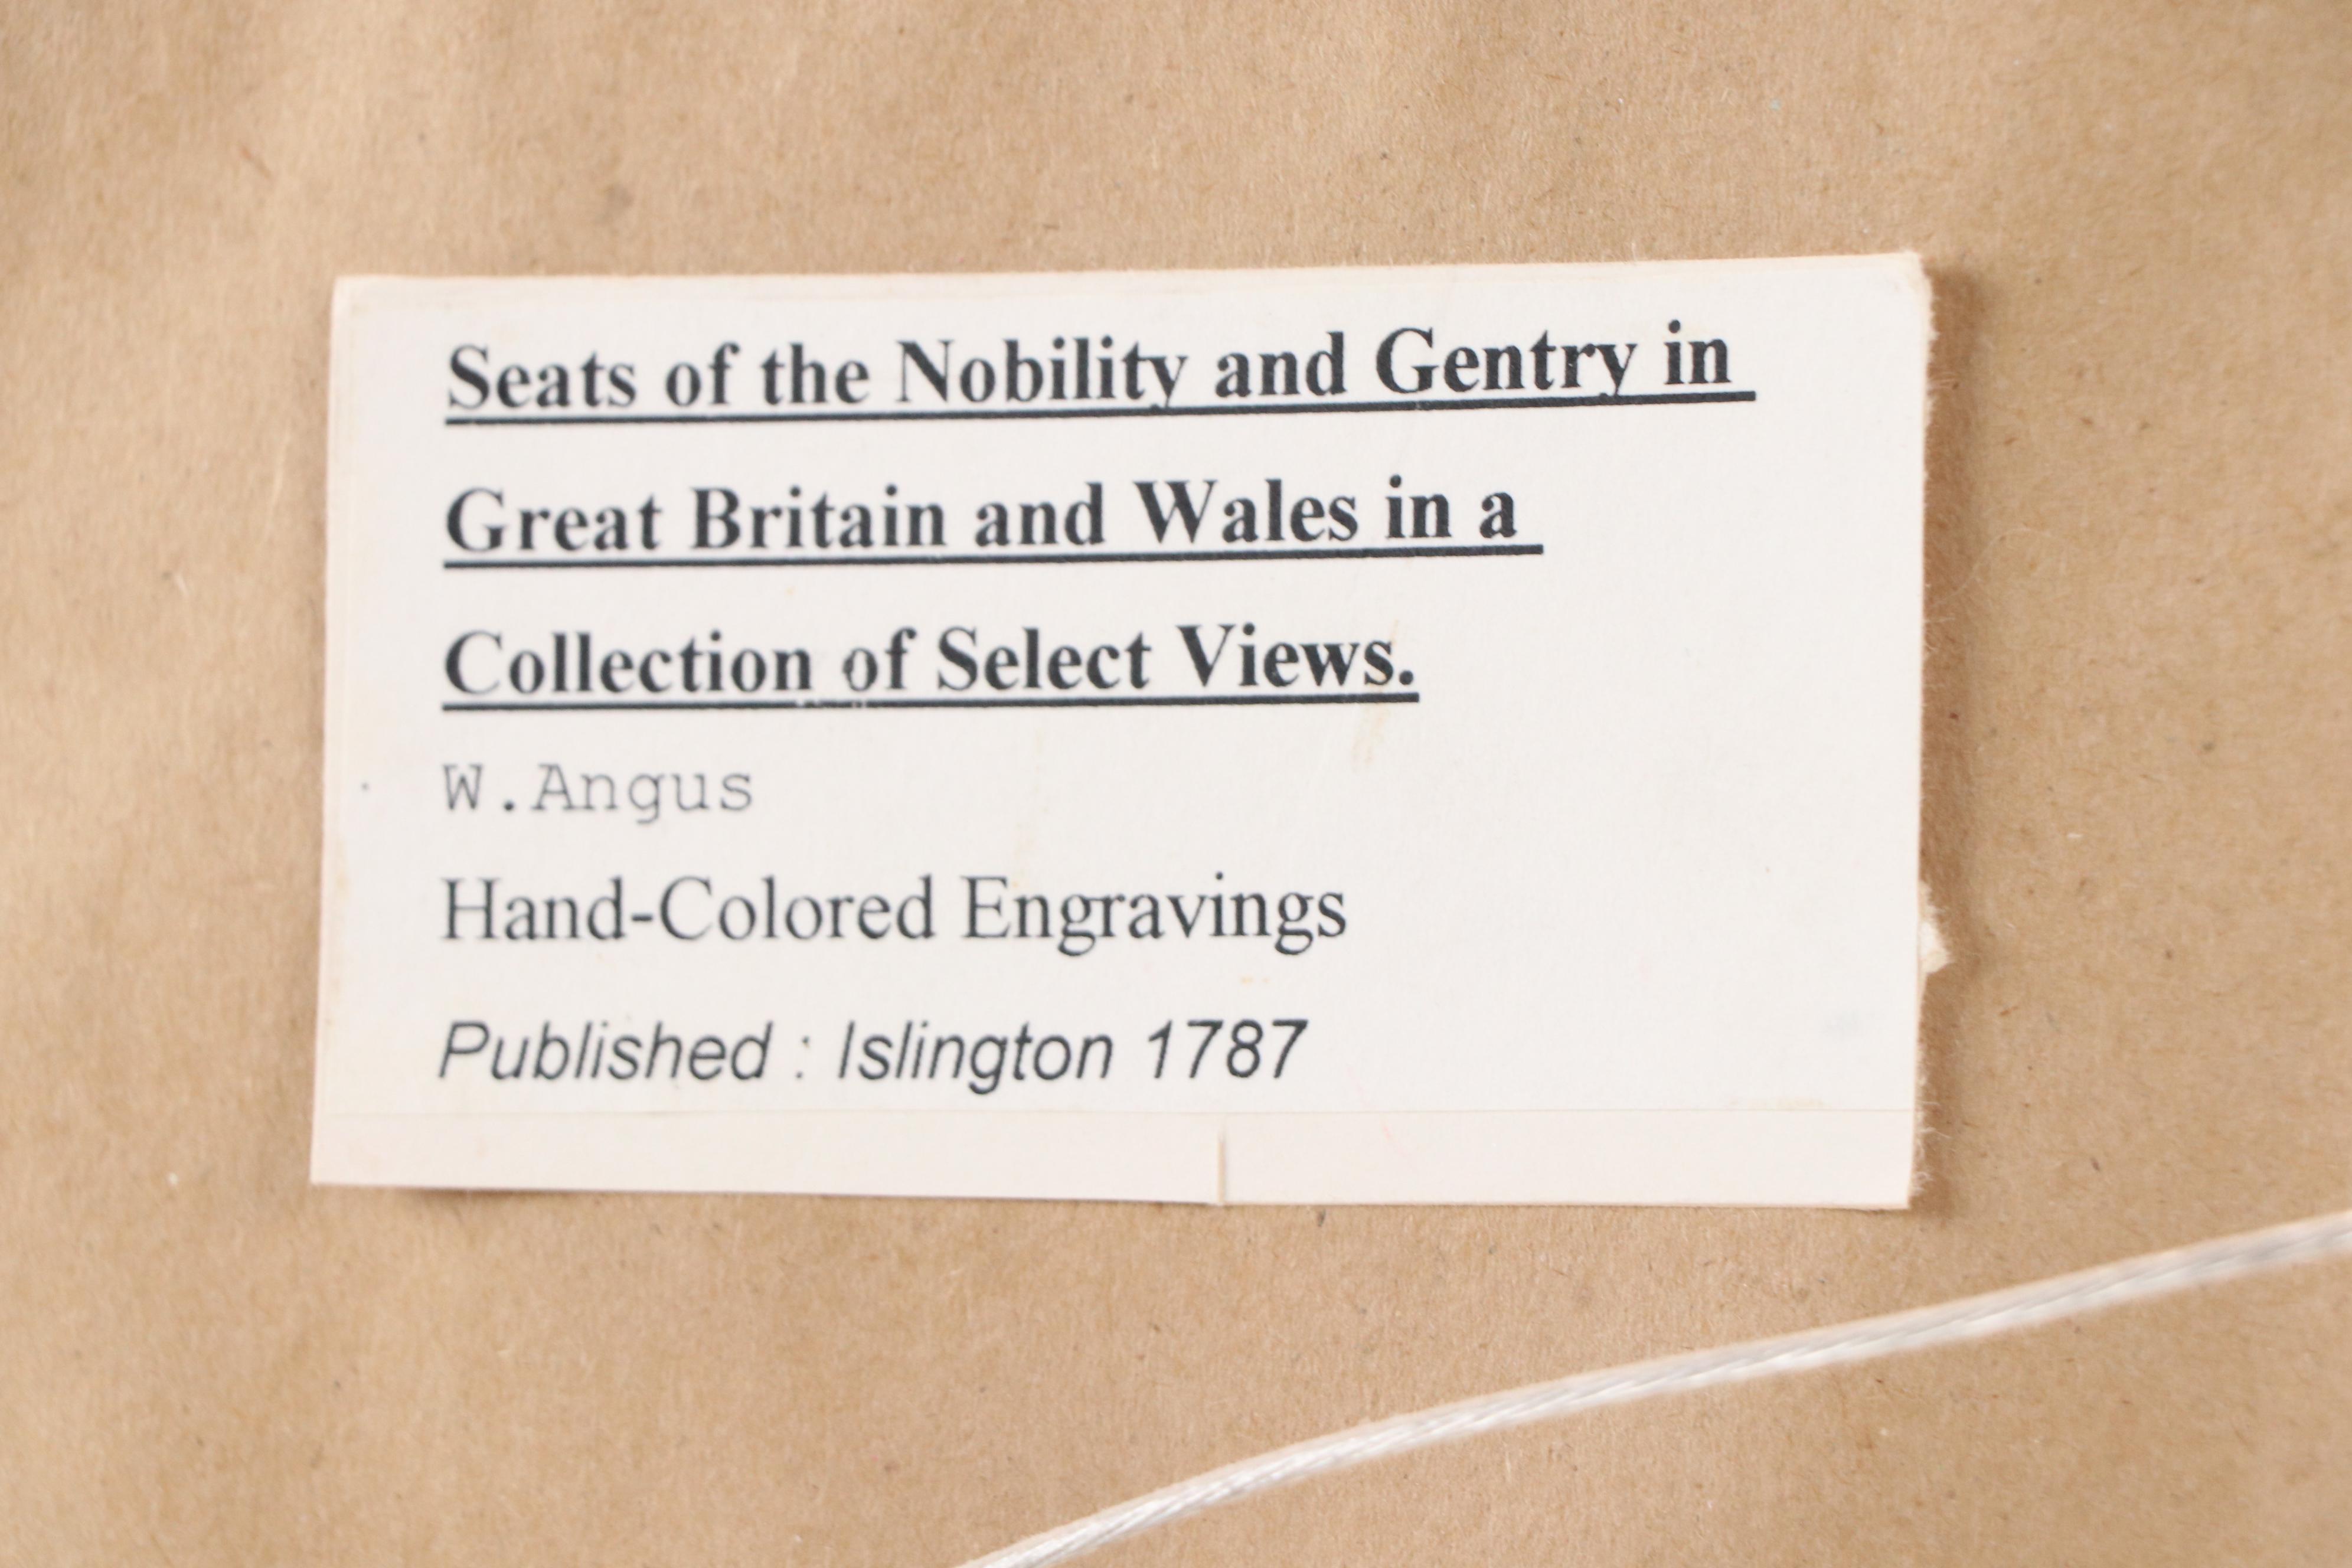 Seats of the Nobility and Gentry in
Great Britain and Wales in a
Collection of Select Views.
W.Angus
Hand-Colored Engravings
Published : Islington 1787